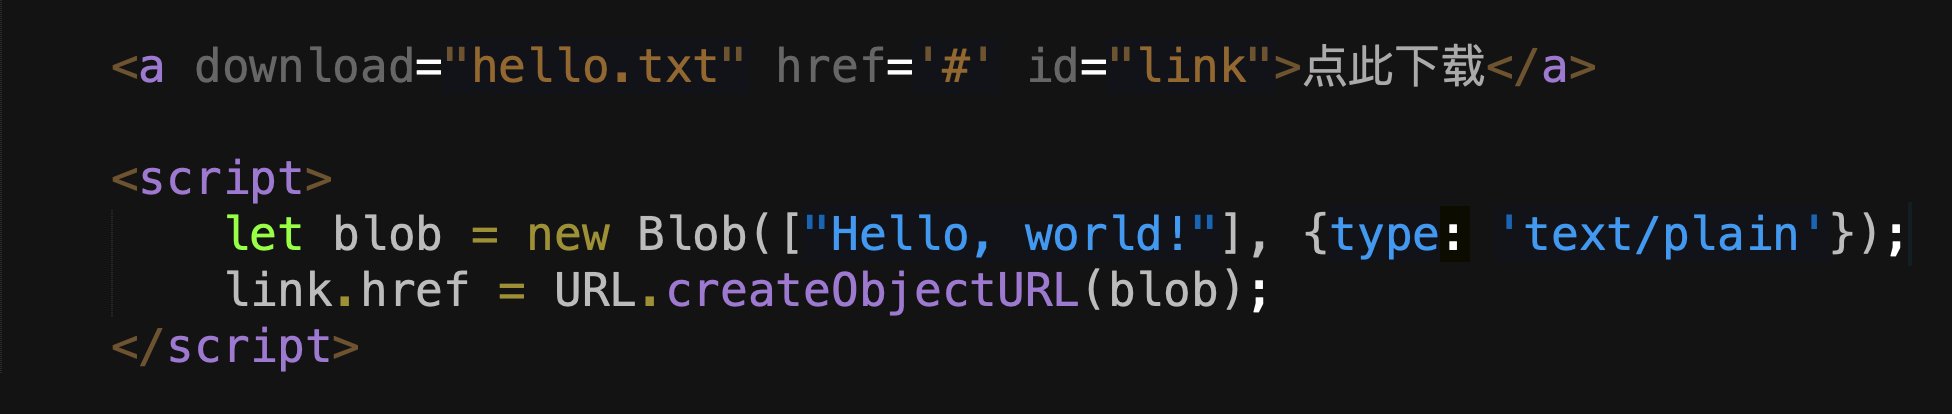 <a download="hello.txt" href='#' id="link">点此下载</a>
<script>
let blob = new Blob(["Hello, world!"], {type: 'text/plain'});
link.href = URL.createObjectURL(blob);
</script>